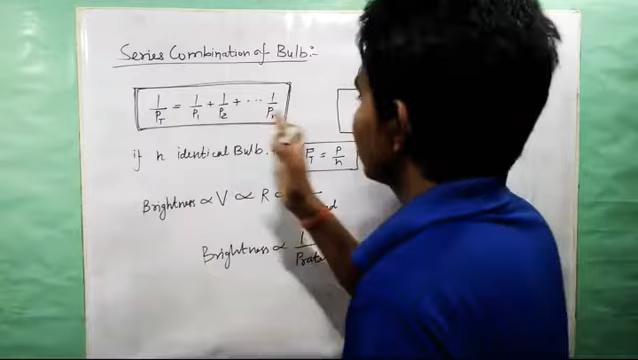 Series Combination of Bulb:-
1/P_T = 1/P_1 + 1/P_2 + ... 1/P_n
if n identical Bulb. P_T = P/n
Brightness ∝ V ∝ R ∝
Brightness ∝ 1/Prate